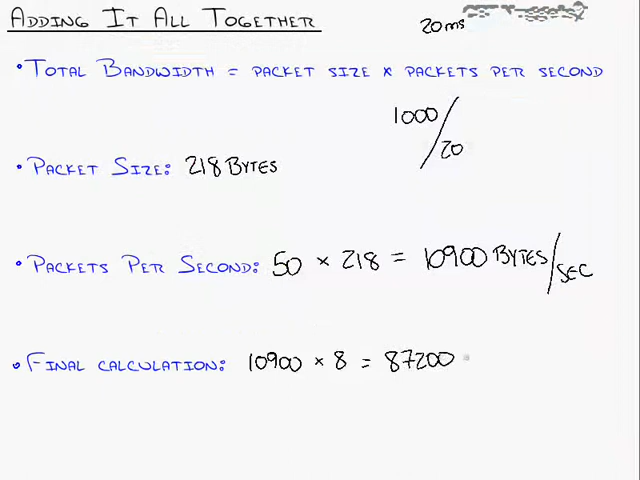 ADDING IT ALL TOGETHER
20ms
• TOTAL BANDWIDTH = PACKET SIZE × PACKETS PER SECOND
1000/20
• PACKET SIZE: 218 BYTES
• PACKETS PER SECOND: 50 × 218 = 10900 BYTES/SEC
• FINAL CALCULATION: 10900 × 8 = 87200